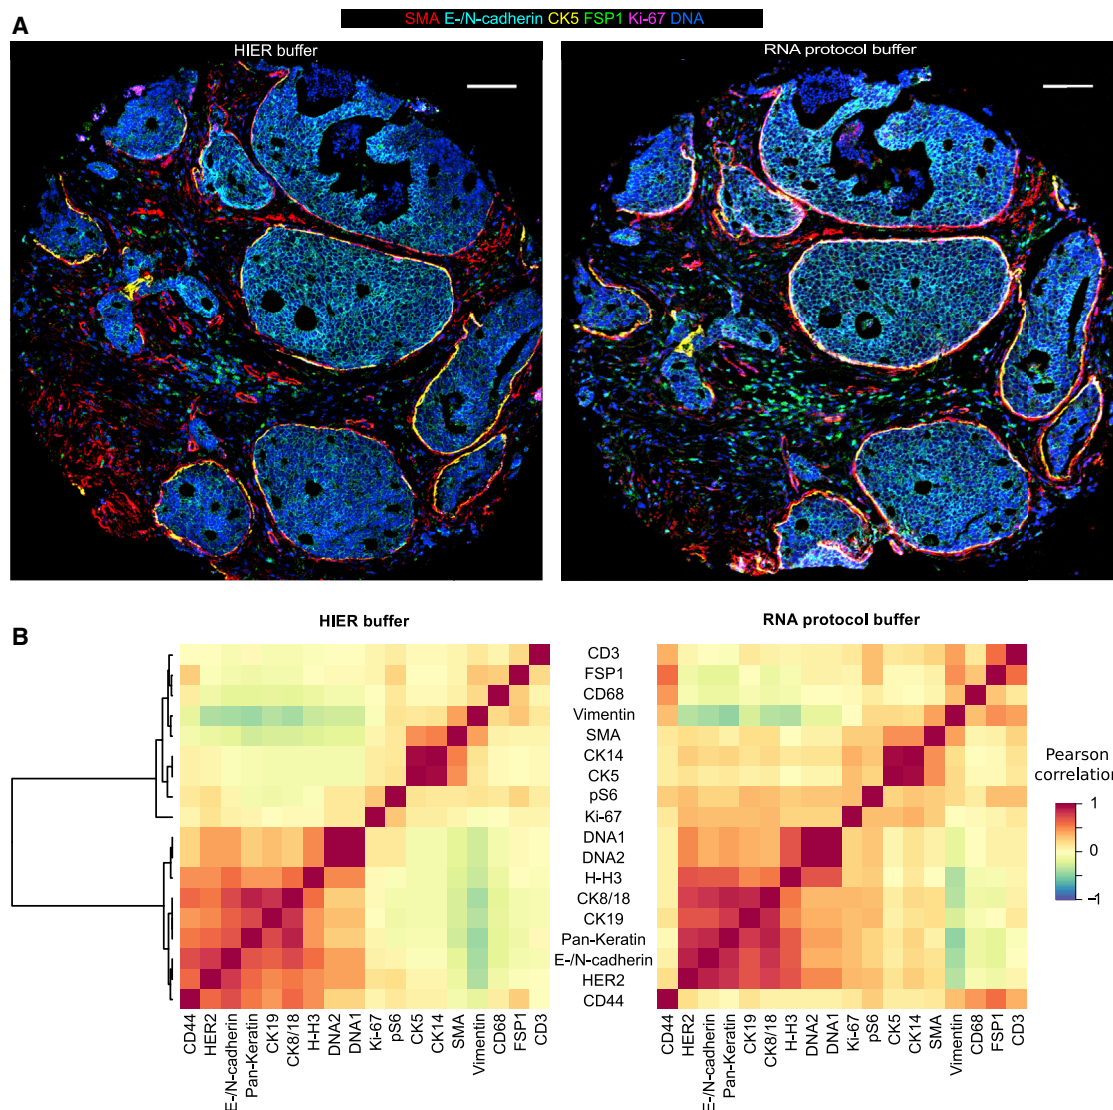 A
SMA E-/N-cadherin CK5 FSP1 Ki-67 DNA
HIER buffer
RNA protocol buffer
B
HIER buffer
RNA protocol buffer
CD3
FSP1
CD68
Vimentin
SMA
CK14
CK5
pS6
Ki-67
DNA1
DNA2
H-H3
CK8/18
CK19
Pan-Keratin
E-/N-cadherin
HER2
CD44
Pearson
correlation
1
0
−1
CD44
HER2
E-/N-cadherin
Pan-Keratin
CK19
CK8/18
H-H3
DNA2
DNA1
Ki-67
pS6
CK5
CK14
SMA
Vimentin
CD68
FSP1
CD3
CD44
HER2
E-/N-cadherin
Pan-Keratin
CK19
CK8/18
H-H3
DNA2
DNA1
Ki-67
pS6
CK5
CK14
SMA
Vimentin
CD68
FSP1
CD3